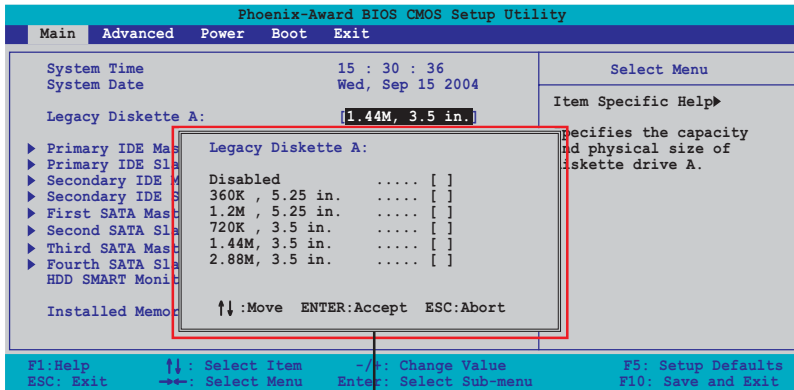 Phoenix-Award BIOS CMOS Setup Utility
Main Advanced Power Boot Exit
System Time 15 : 30 : 36
System Date Wed, Sep 15 2004
Legacy Diskette A: [1.44M, 3.5 in.]
Primary IDE Mas
Primary IDE Sla
Secondary IDE M
Secondary IDE S
First SATA Mast
Second SATA Sla
Third SATA Mast
Fourth SATA Sla
HDD SMART Monit
Installed Memor
Legacy Diskette A:
Disabled ..... [ ]
360K , 5.25 in. ..... [ ]
1.2M , 5.25 in. ..... [ ]
720K , 3.5 in. ..... [ ]
1.44M, 3.5 in. ..... [ ]
2.88M, 3.5 in. ..... [ ]
↑↓ :Move ENTER:Accept ESC:Abort
Select Menu
Item Specific Help▶
pecifies the capacity
nd physical size of
iskette drive A.
F1:Help ↑↓ : Select Item -/+: Change Value F5: Setup Defaults
ESC: Exit →←: Select Menu Enter: Select Sub-menu F10: Save and Exit